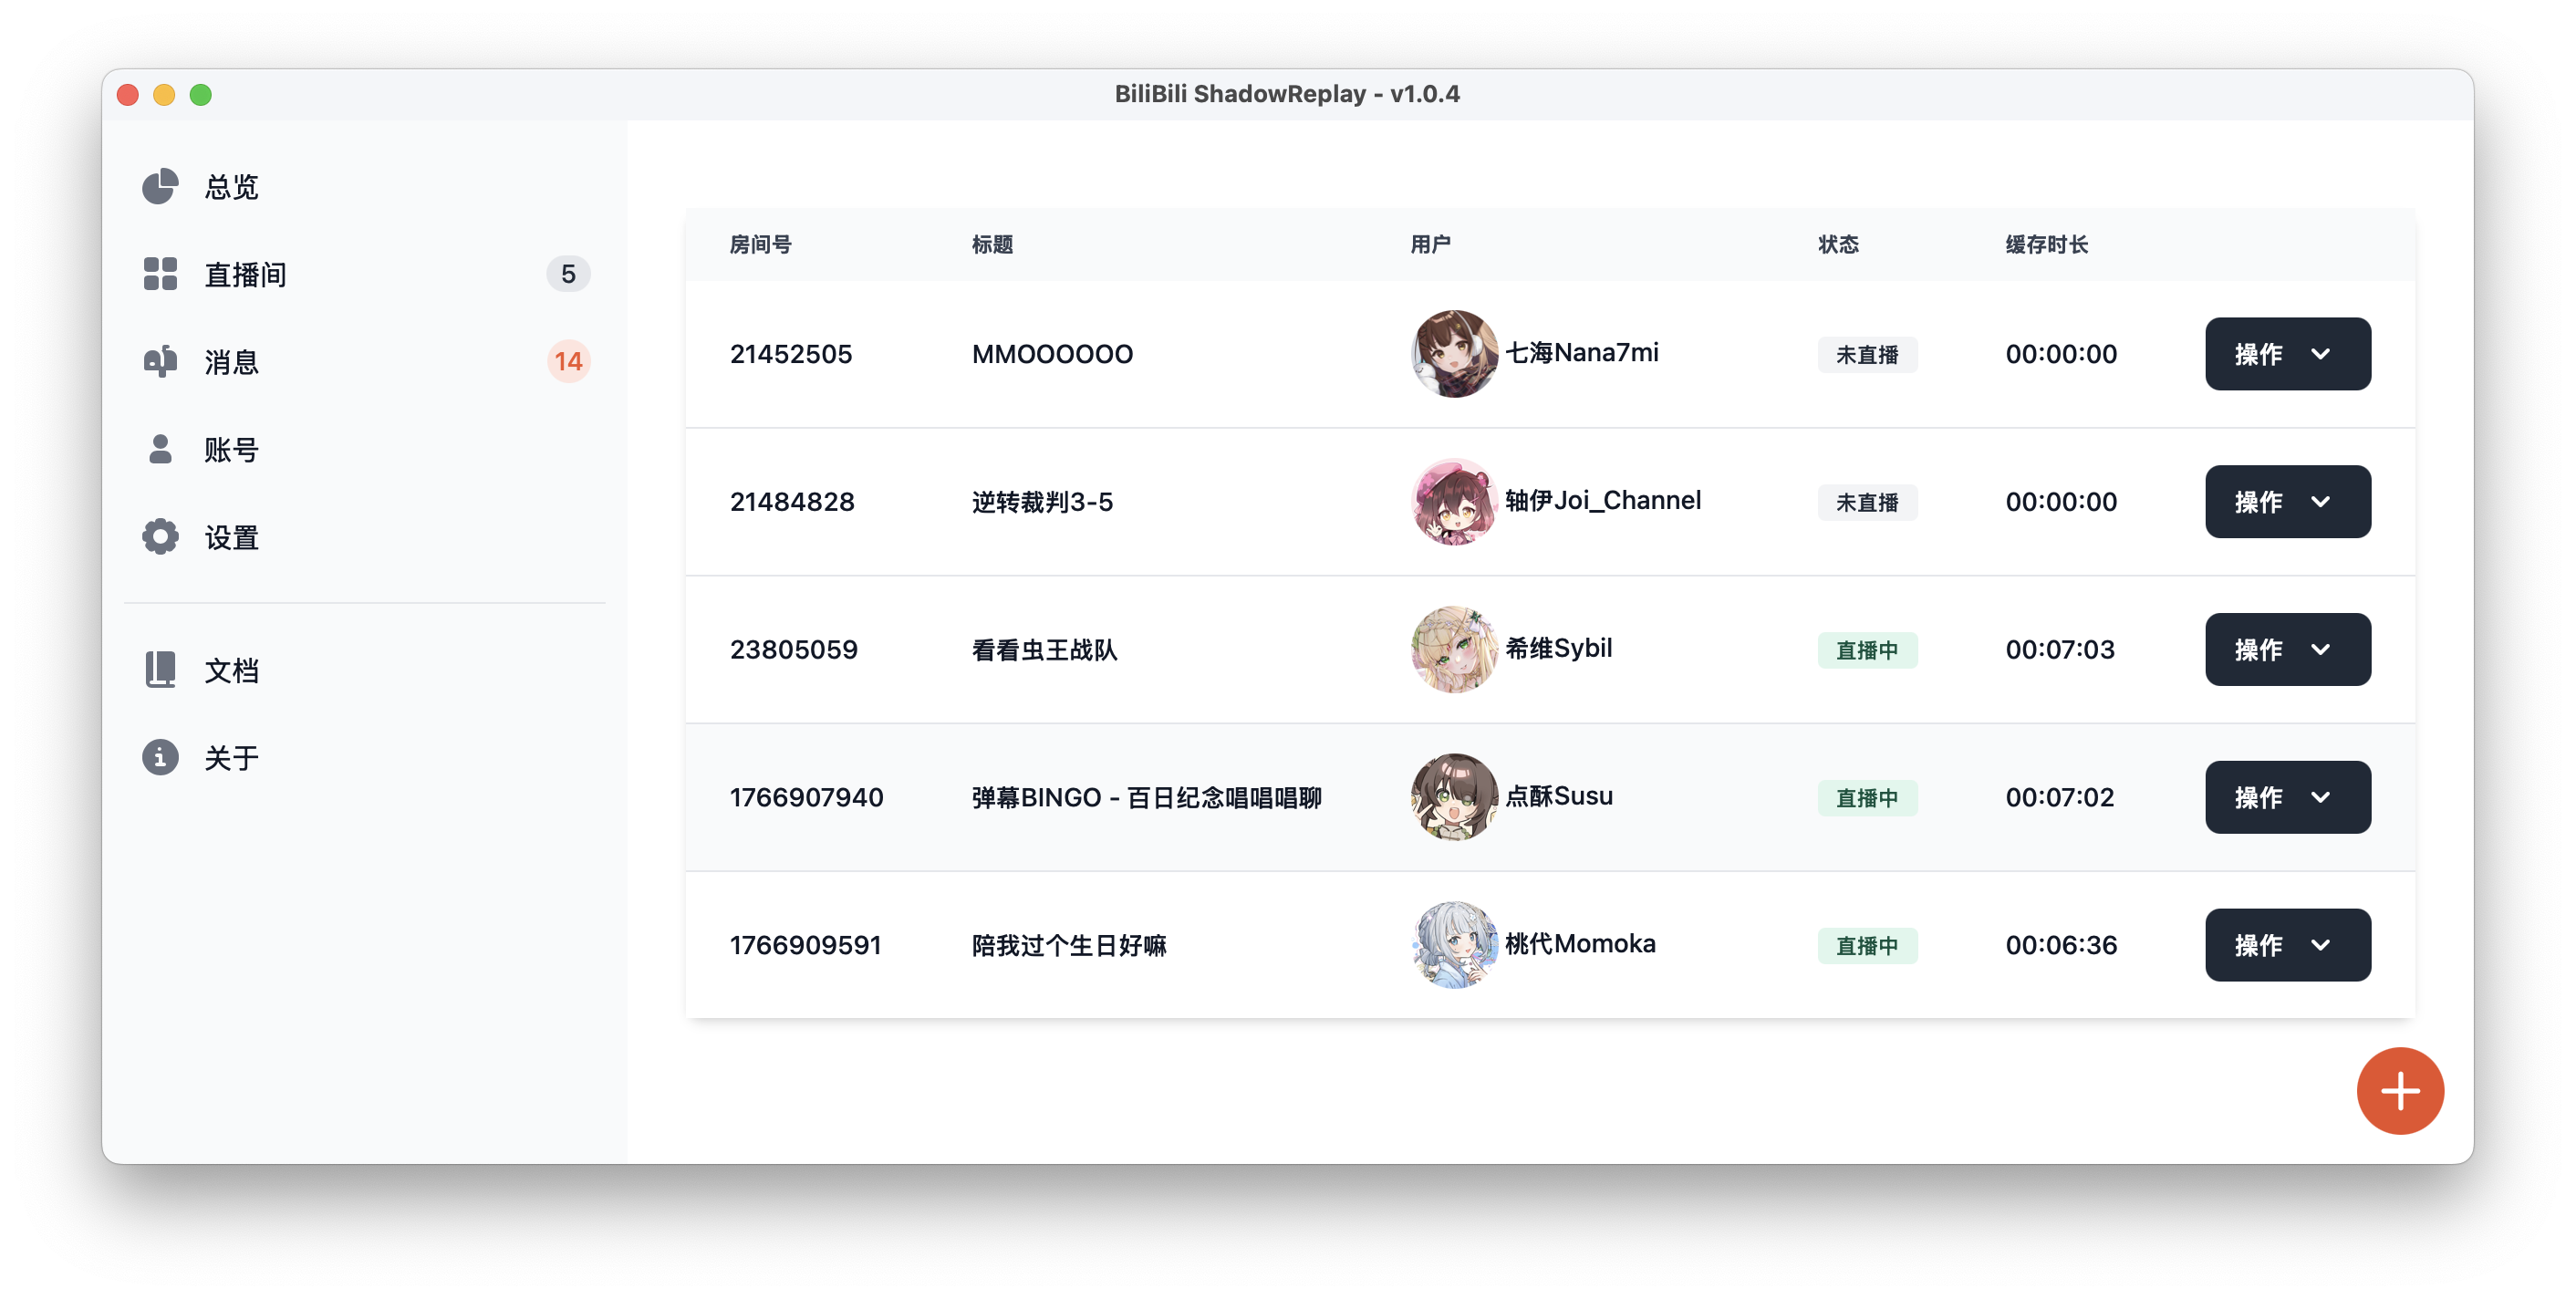 BiliBili ShadowReplay - v1.0.4
总览
直播间 5
消息 14
账号
设置
文档
关于
房间号 标题 用户 状态 缓存时长
21452505 MMOOOOOO 七海Nana7mi 未直播 00:00:00 操作
21484828 逆转裁判3-5 轴伊Joi_Channel 未直播 00:00:00 操作
23805059 看看虫王战队 希维Sybil 直播中 00:07:03 操作
1766907940 弹幕BINGO - 百日纪念唱唱唱聊 点酥Susu 直播中 00:07:02 操作
1766909591 陪我过个生日好嘛 桃代Momoka 直播中 00:06:36 操作